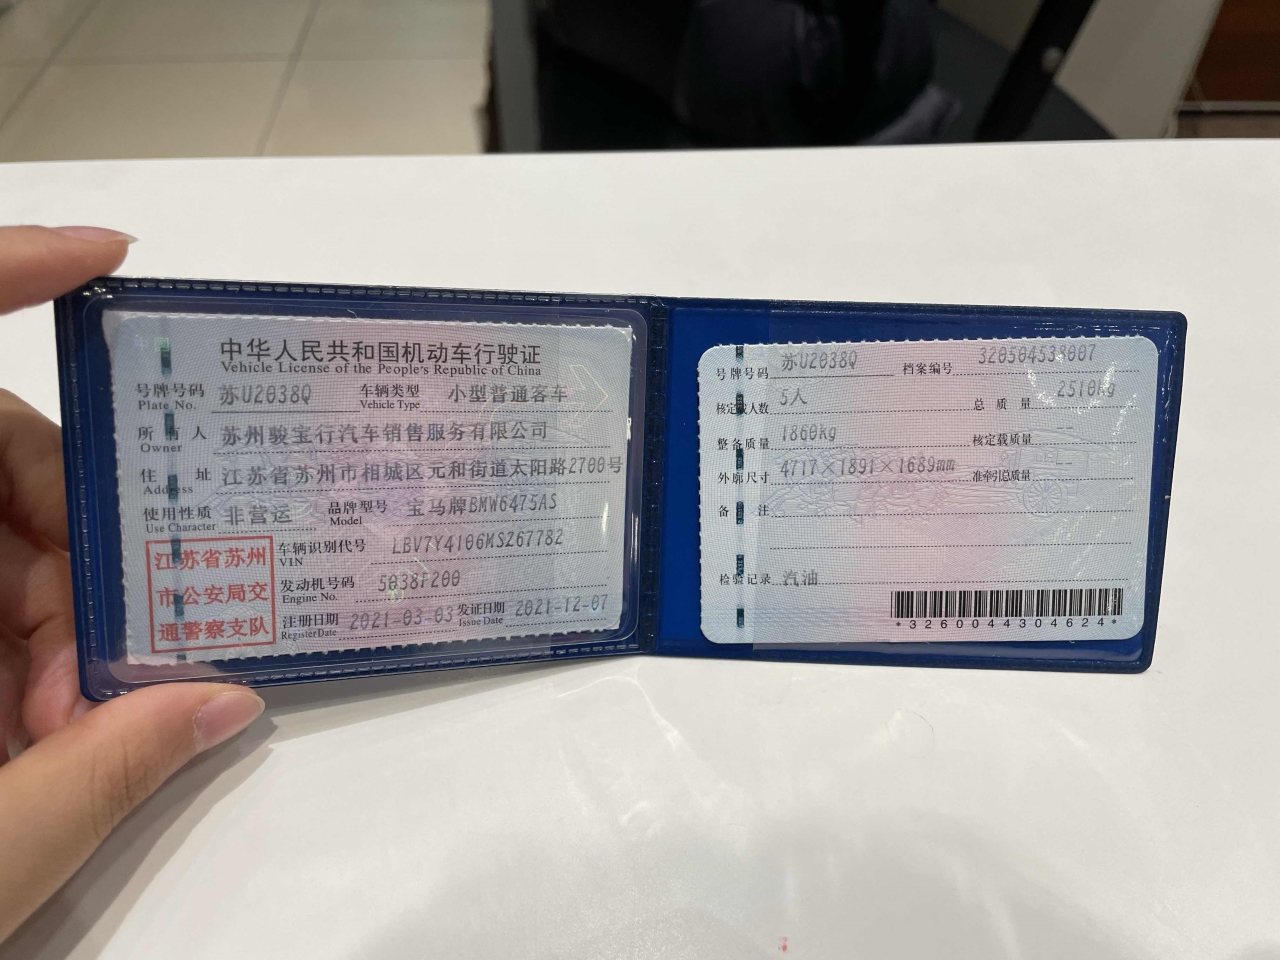 中华人民共和国机动车行驶证
Vehicle License of the People's Republic of China
号牌号码 苏U2038Q 车辆类型 小型普通客车
Plate No. Vehicle Type
所有人 苏州骏宝行汽车销售服务有限公司
Owner
住址 江苏省苏州市相城区元和街道太阳路2700号
Address
使用性质 非营运 品牌型号 宝马牌BMW6475AS
Use Character Model
江苏省苏州
市公安局交
通警察支队
车辆识别代号 LBV7Y4106MS267782
VIN
发动机号码 5038F200
Engine No.
注册日期 2021-03-03 发证日期 2021-12-07
Register Date Issue Date
号牌号码 苏U2038Q 档案编号 320504533007
核定载人数 5人 总质量 2510kg
整备质量 1860kg 核定载质量 --
外廓尺寸 4717×1891×1689mm 准牵引总质量 --
备注
检验记录 汽油
*3260044304624*